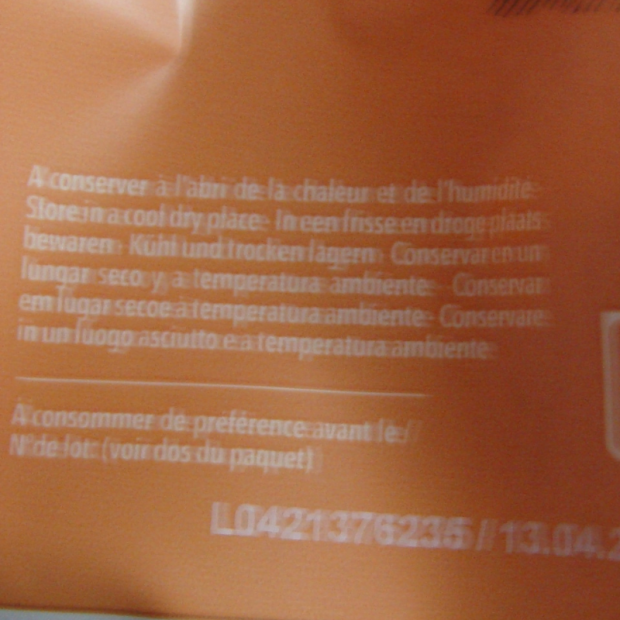 A conserver à l'abri de la chaleur et de l'humidité -
Store in a cool dry place - In een frisse en droge plaats
bewaren - Kühl und trocken lagern - Conservar en un
lungar seco y a temperatura ambiente - Conservar
em lugar seco e à temperatura ambiente - Conservare
in un luogo asciutto e a temperatura ambiente
A consommer de préférence avant le /
N° de lot : (voir dos du paquet)
L0421376236 / 13.04.2